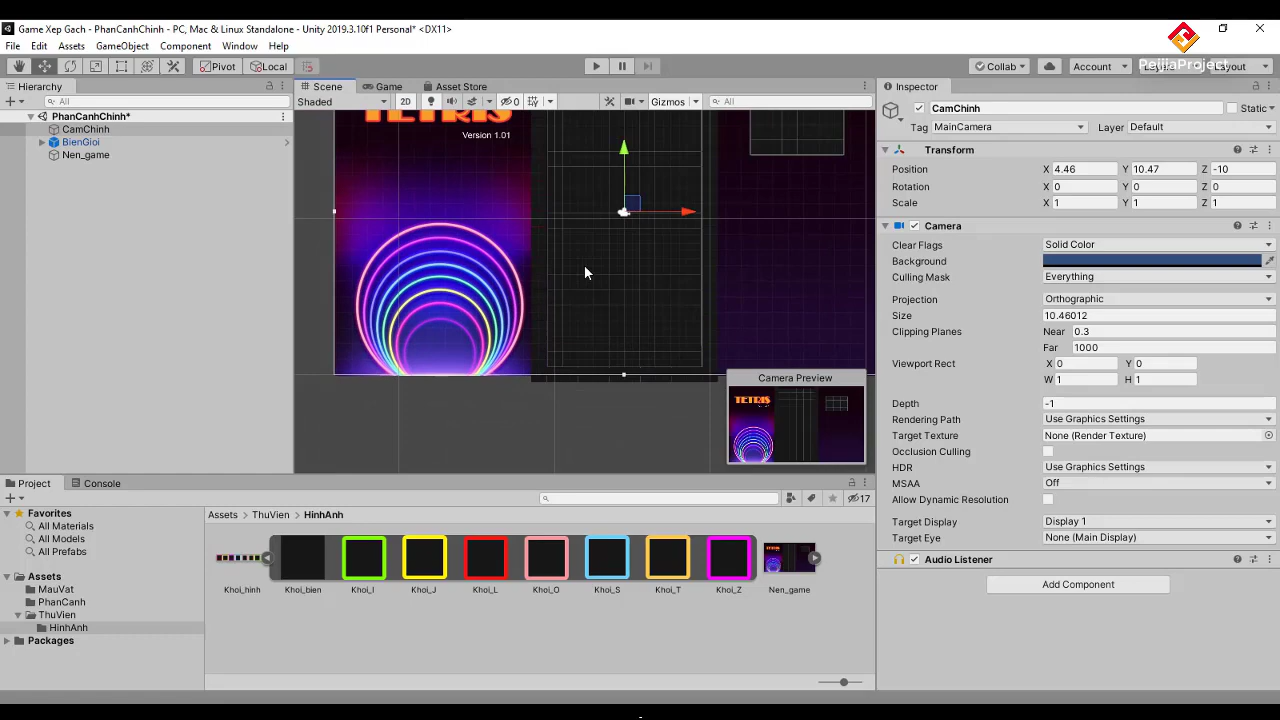 Game Xep Gach - PhanCanhChinh - PC, Mac & Linux Standalone - Unity 2019.3.10f1 Personal* <DX11>
File Edit Assets GameObject Component Window Help
Pivot Local Collab Account Layout
ReijiaProject
Hierarchy
All
PhanCanhChinh*
CamChinh
BienGioi
Nen_game
Scene Game Asset Store
Shaded 2D 0 Gizmos All
TETRIS
Version 1.01
Camera Preview
TETRIS
Inspector
CamChinh Static
Tag MainCamera Layer Default
Transform
Position X 4.46 Y 10.47 Z -10
Rotation X 0 Y 0 Z 0
Scale X 1 Y 1 Z 1
Camera
Clear Flags Solid Color
Background
Culling Mask Everything
Projection Orthographic
Size 10.46012
Clipping Planes Near 0.3
Far 1000
Viewport Rect X 0 Y 0
W 1 H 1
Depth -1
Rendering Path Use Graphics Settings
Target Texture None (Render Texture)
Occlusion Culling
HDR Use Graphics Settings
MSAA Off
Allow Dynamic Resolution
Target Display Display 1
Target Eye None (Main Display)
Audio Listener
Add Component
Project Console
17
Favorites
All Materials
All Models
All Prefabs
Assets
MauVat
PhanCanh
ThuVien
HinhAnh
Packages
Assets > ThuVien > HinhAnh
Khoi_hinh Khoi_bien Khoi_I Khoi_J Khoi_L Khoi_O Khoi_S Khoi_T Khoi_Z Nen_game